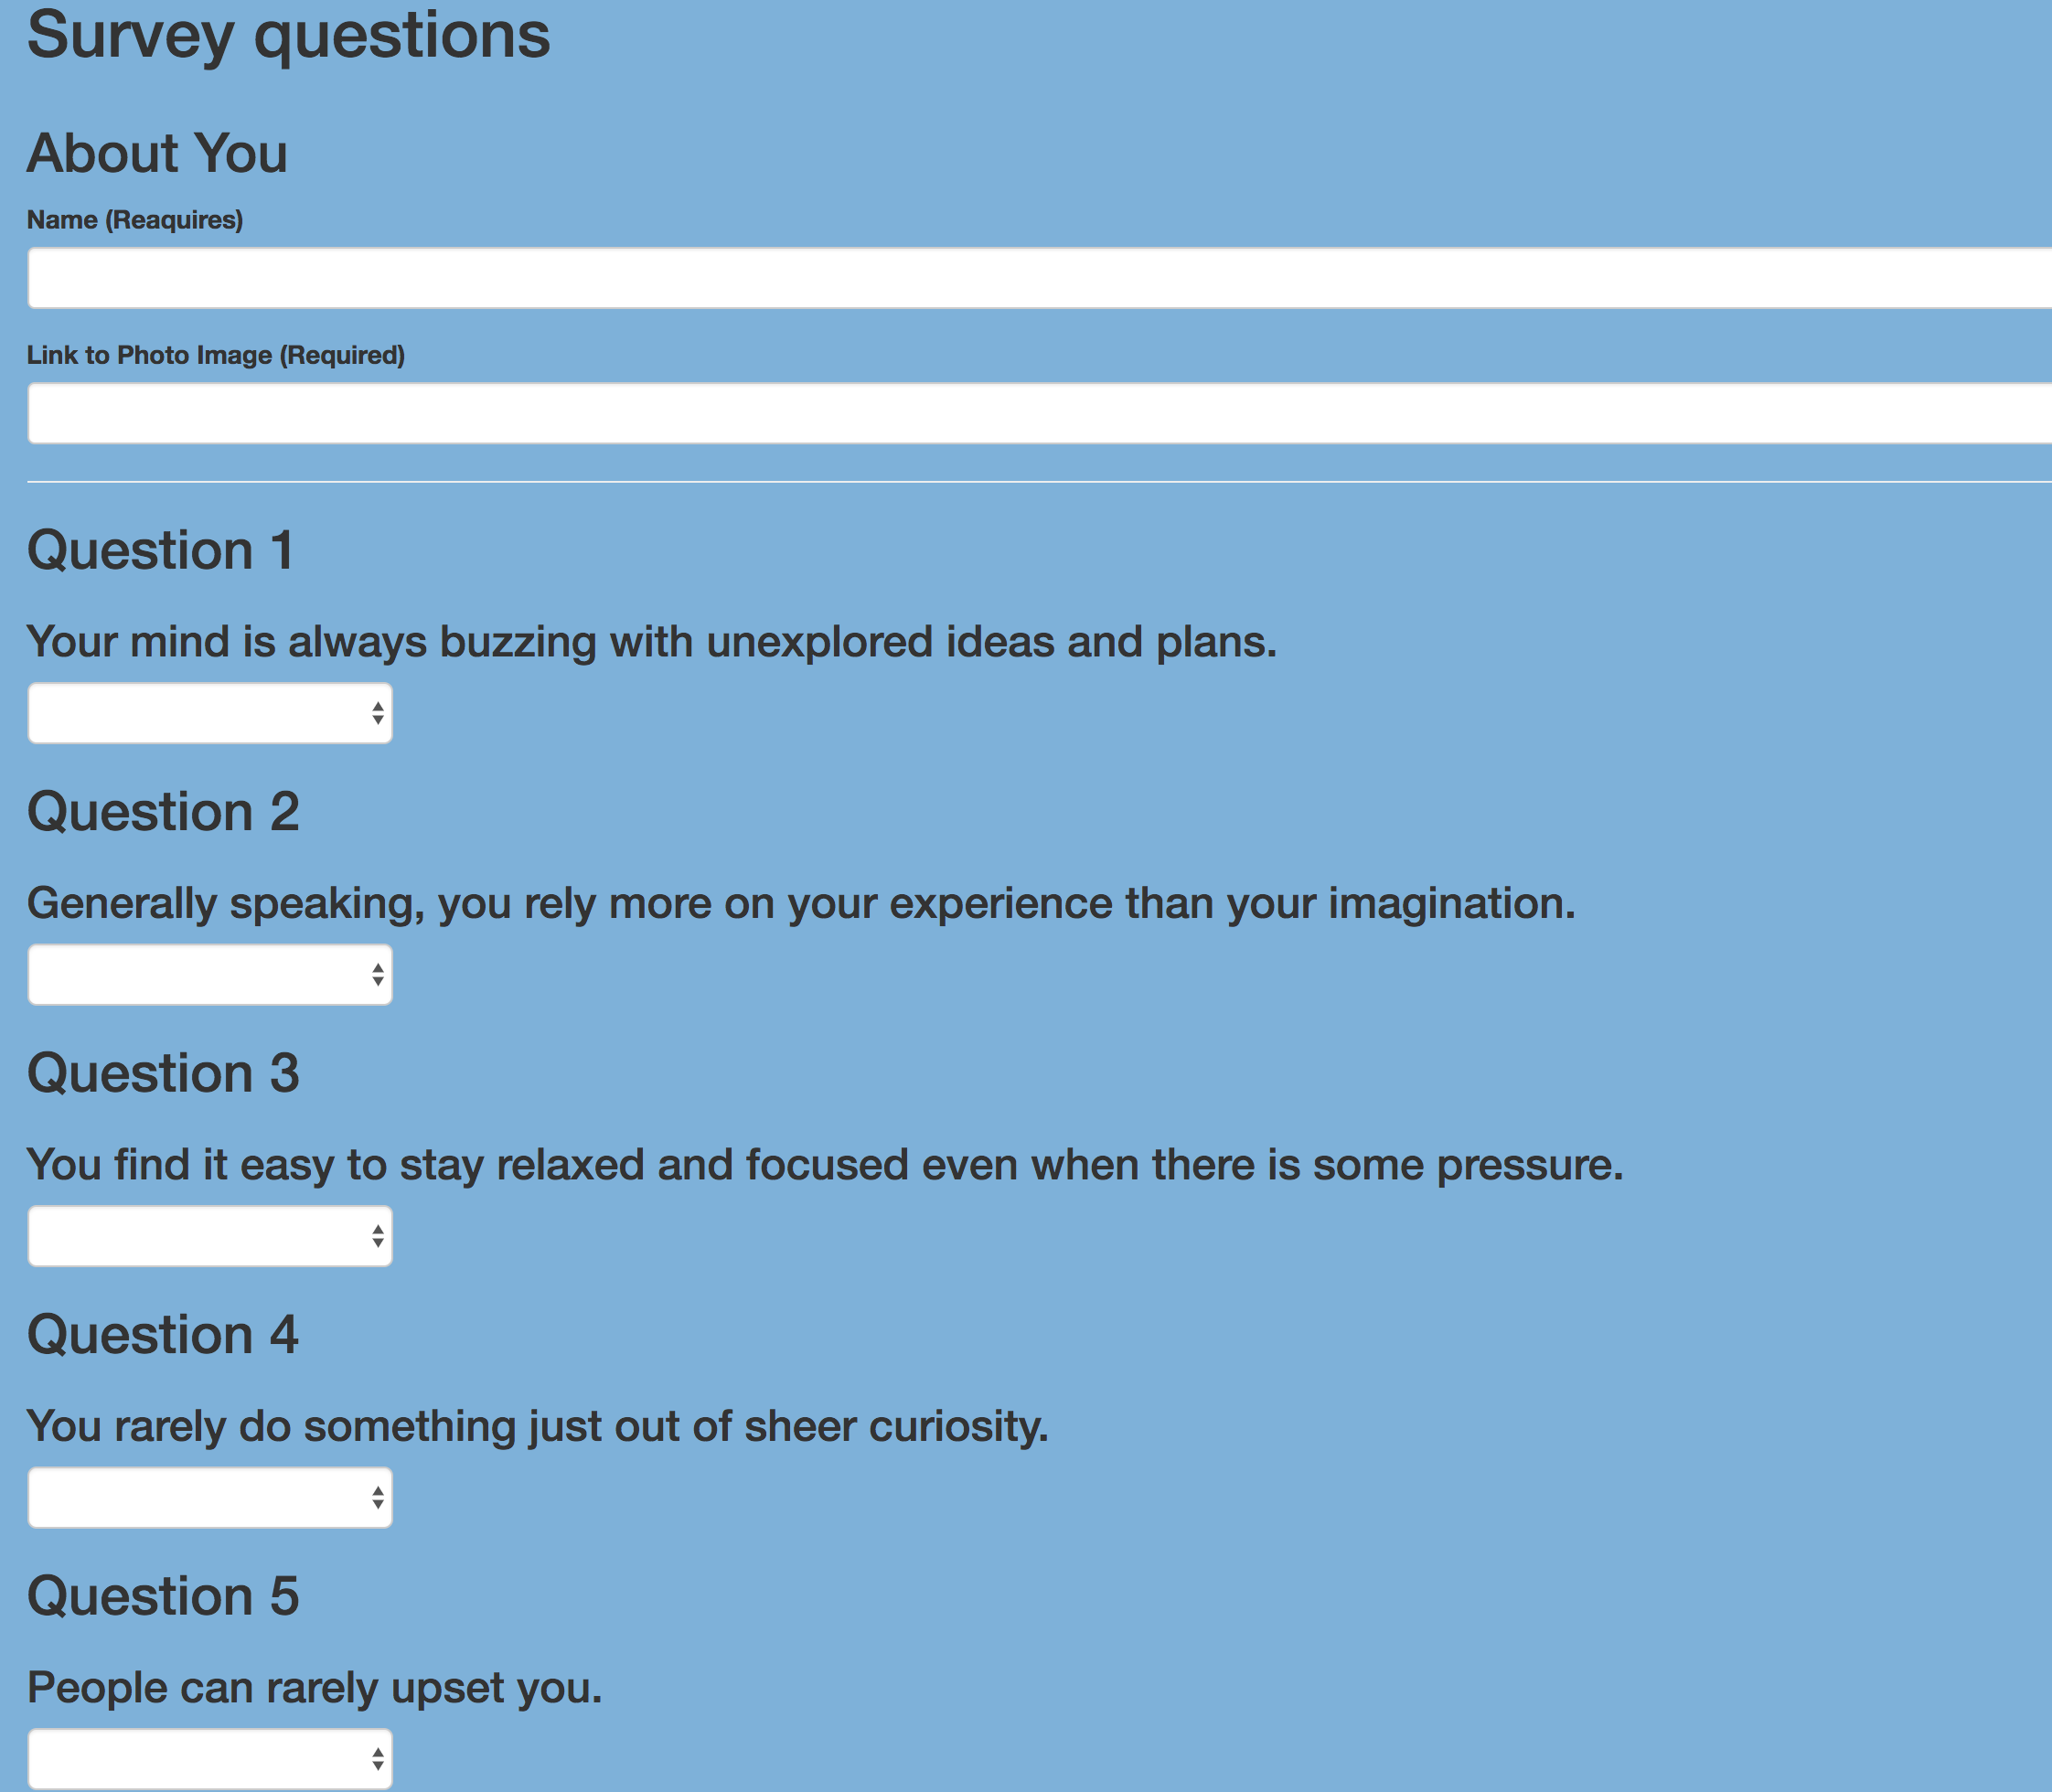 Survey questions
About You
Name (Reaquires)
Link to Photo Image (Required)
Question 1
Your mind is always buzzing with unexplored ideas and plans.
Question 2
Generally speaking, you rely more on your experience than your imagination.
Question 3
You find it easy to stay relaxed and focused even when there is some pressure.
Question 4
You rarely do something just out of sheer curiosity.
Question 5
People can rarely upset you.